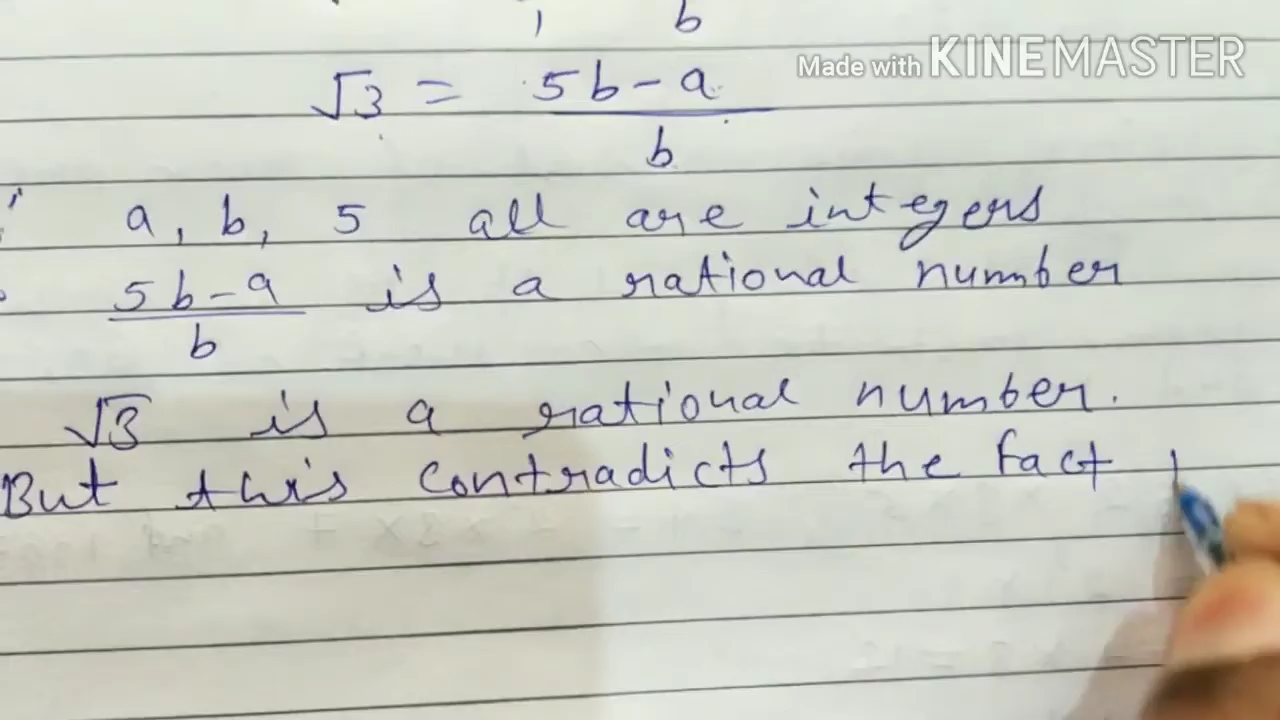 1 b
Made with KINEMASTER
√3 = 5b-a
b
a, b, 5 all are integers
5b-a is a rational number
b
√3 is a rational number.
But this contradicts the fact